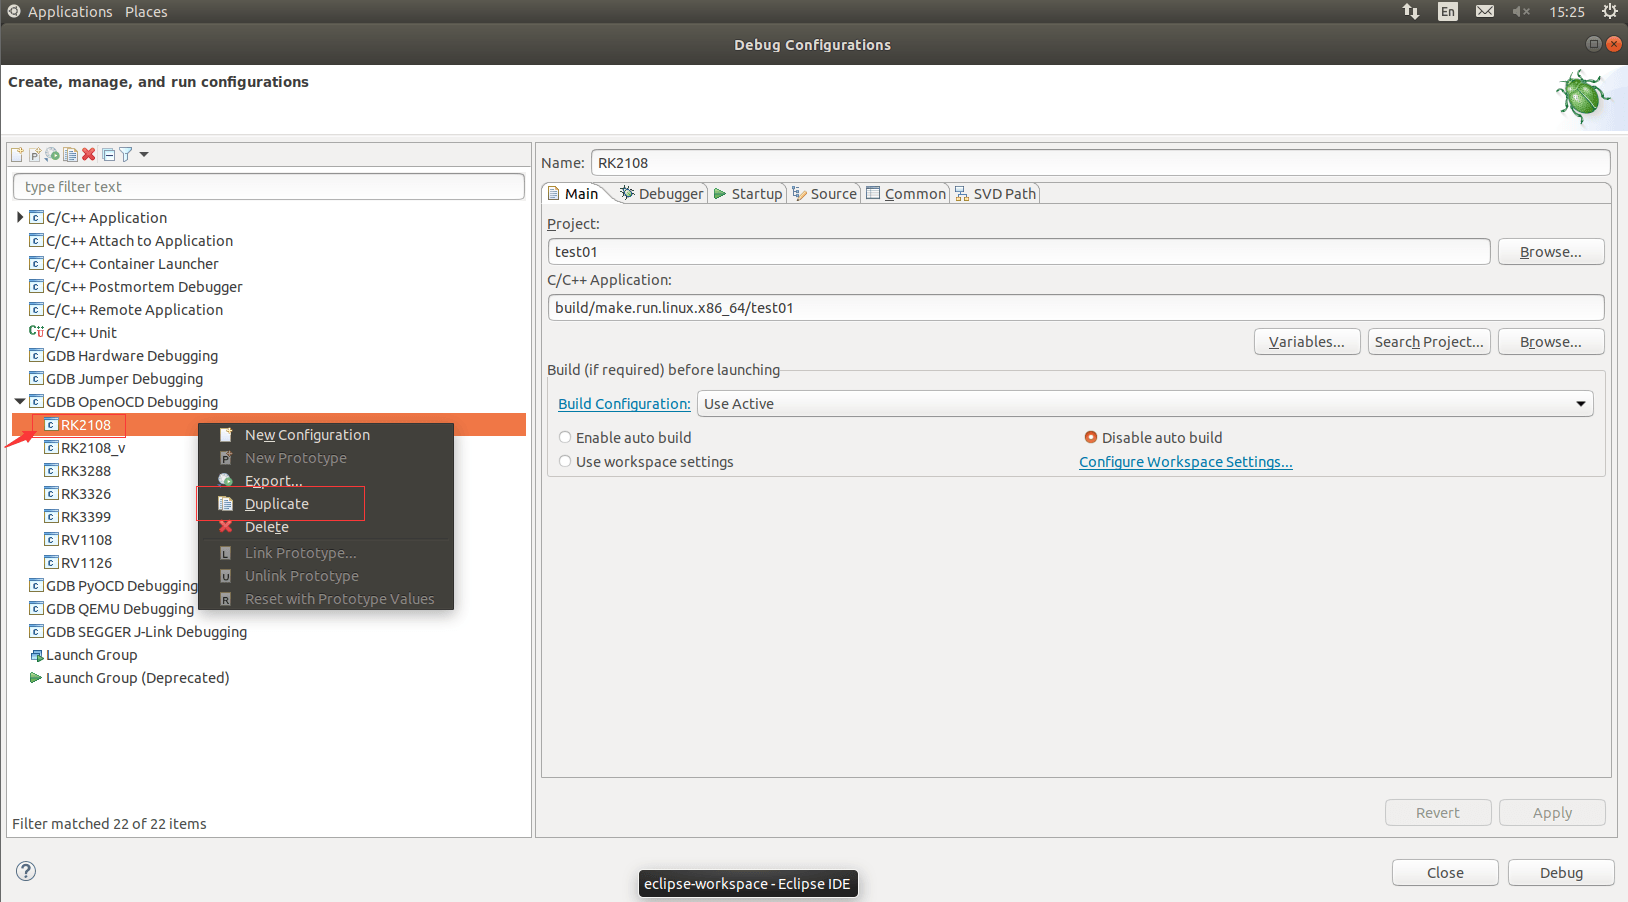 Applications Places
En
15:25
Debug Configurations
Create, manage, and run configurations
type filter text
C/C++ Application
C/C++ Attach to Application
C/C++ Container Launcher
C/C++ Postmortem Debugger
C/C++ Remote Application
C/C++ Unit
GDB Hardware Debugging
GDB Jumper Debugging
GDB OpenOCD Debugging
RK2108
RK2108_v
RK3288
RK3326
RK3399
RV1108
RV1126
GDB PyOCD Debugging
GDB QEMU Debugging
GDB SEGGER J-Link Debugging
Launch Group
Launch Group (Deprecated)
New Configuration
New Prototype
Export...
Duplicate
Delete
Link Prototype...
Unlink Prototype
Reset with Prototype Values
Filter matched 22 of 22 items
Name: RK2108
Main Debugger Startup Source Common SVD Path
Project:
test01 Browse...
C/C++ Application:
build/make.run.linux.x86_64/test01
Variables... Search Project... Browse...
Build (if required) before launching
Build Configuration: Use Active
Enable auto build Disable auto build
Use workspace settings Configure Workspace Settings...
Revert Apply
Close Debug
eclipse-workspace - Eclipse IDE